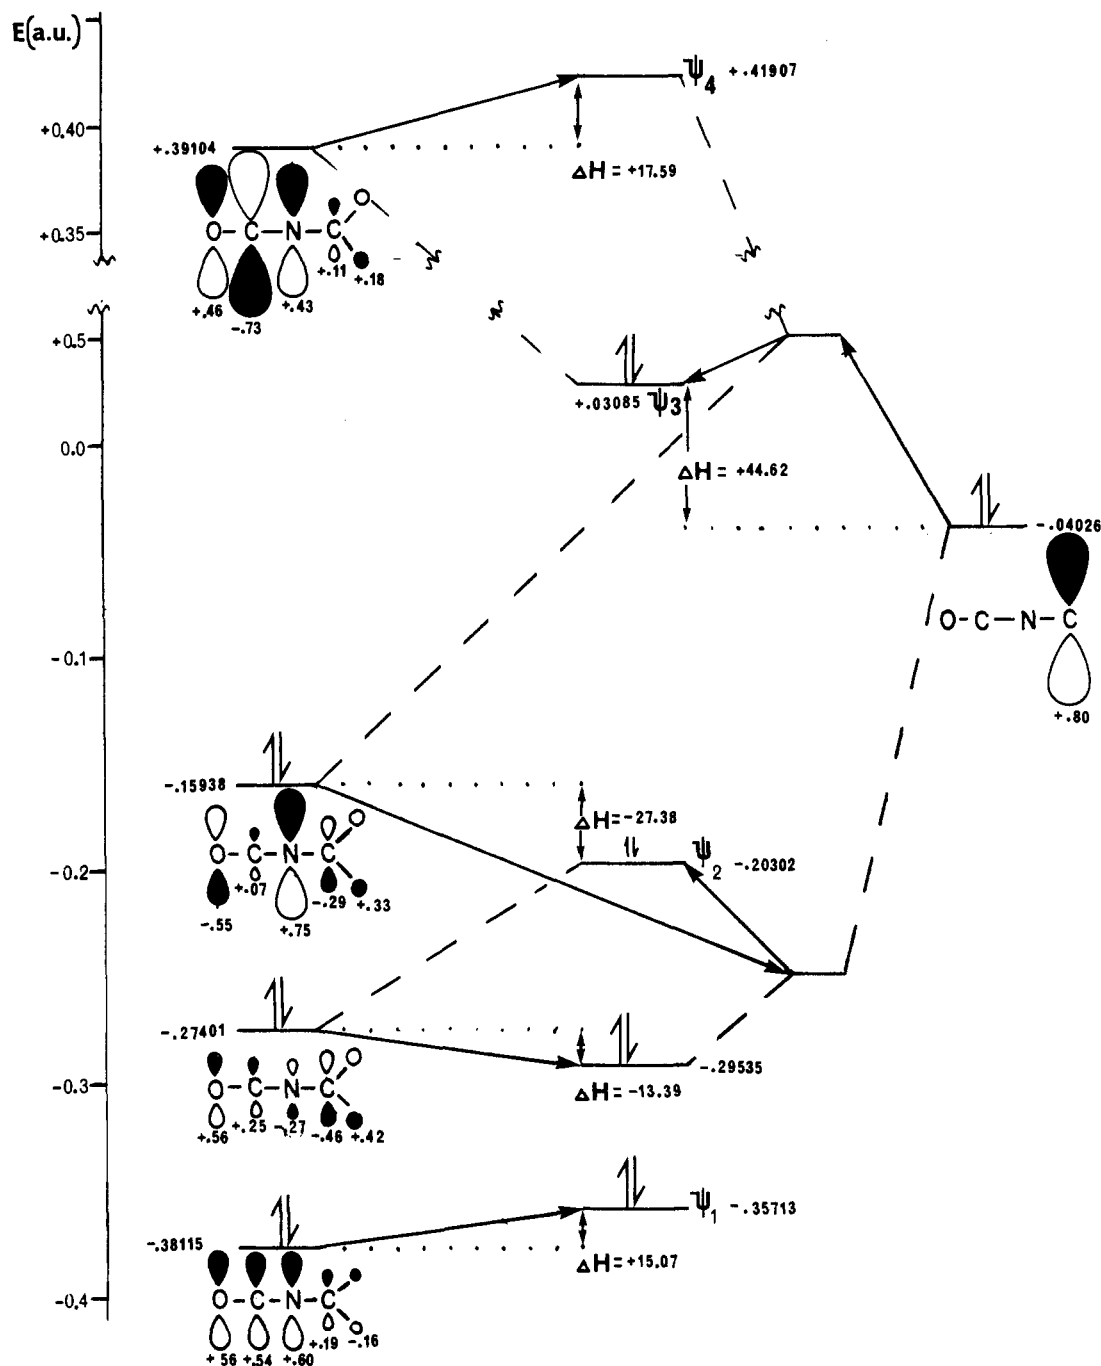 E(a.u.)
Ψ4 +.41907
+0.40
+.39104
ΔH = +17.59
O
O C N C
+0.35
+.11 +.18
+.46 +.43
-.73
+0.5
+.03085 Ψ3
0.0
ΔH = +44.62
-.04026
O-C-N-C
-0.1
+.80
-.15938
O
ΔH=-27.38
O-C-N-C
Ψ2 -.20302
-0.2
+.07 -.29 +.33
-.55 +.75
-.27401
O
-.29535
O-C-N-C
-0.3
ΔH = -13.39
+.56 +.25 -.27 -.46 +.42
Ψ1 -.35713
-.38115
ΔH = +15.07
O-C-N-C
-0.4
+.19 -.16
+56 +.54 +.60